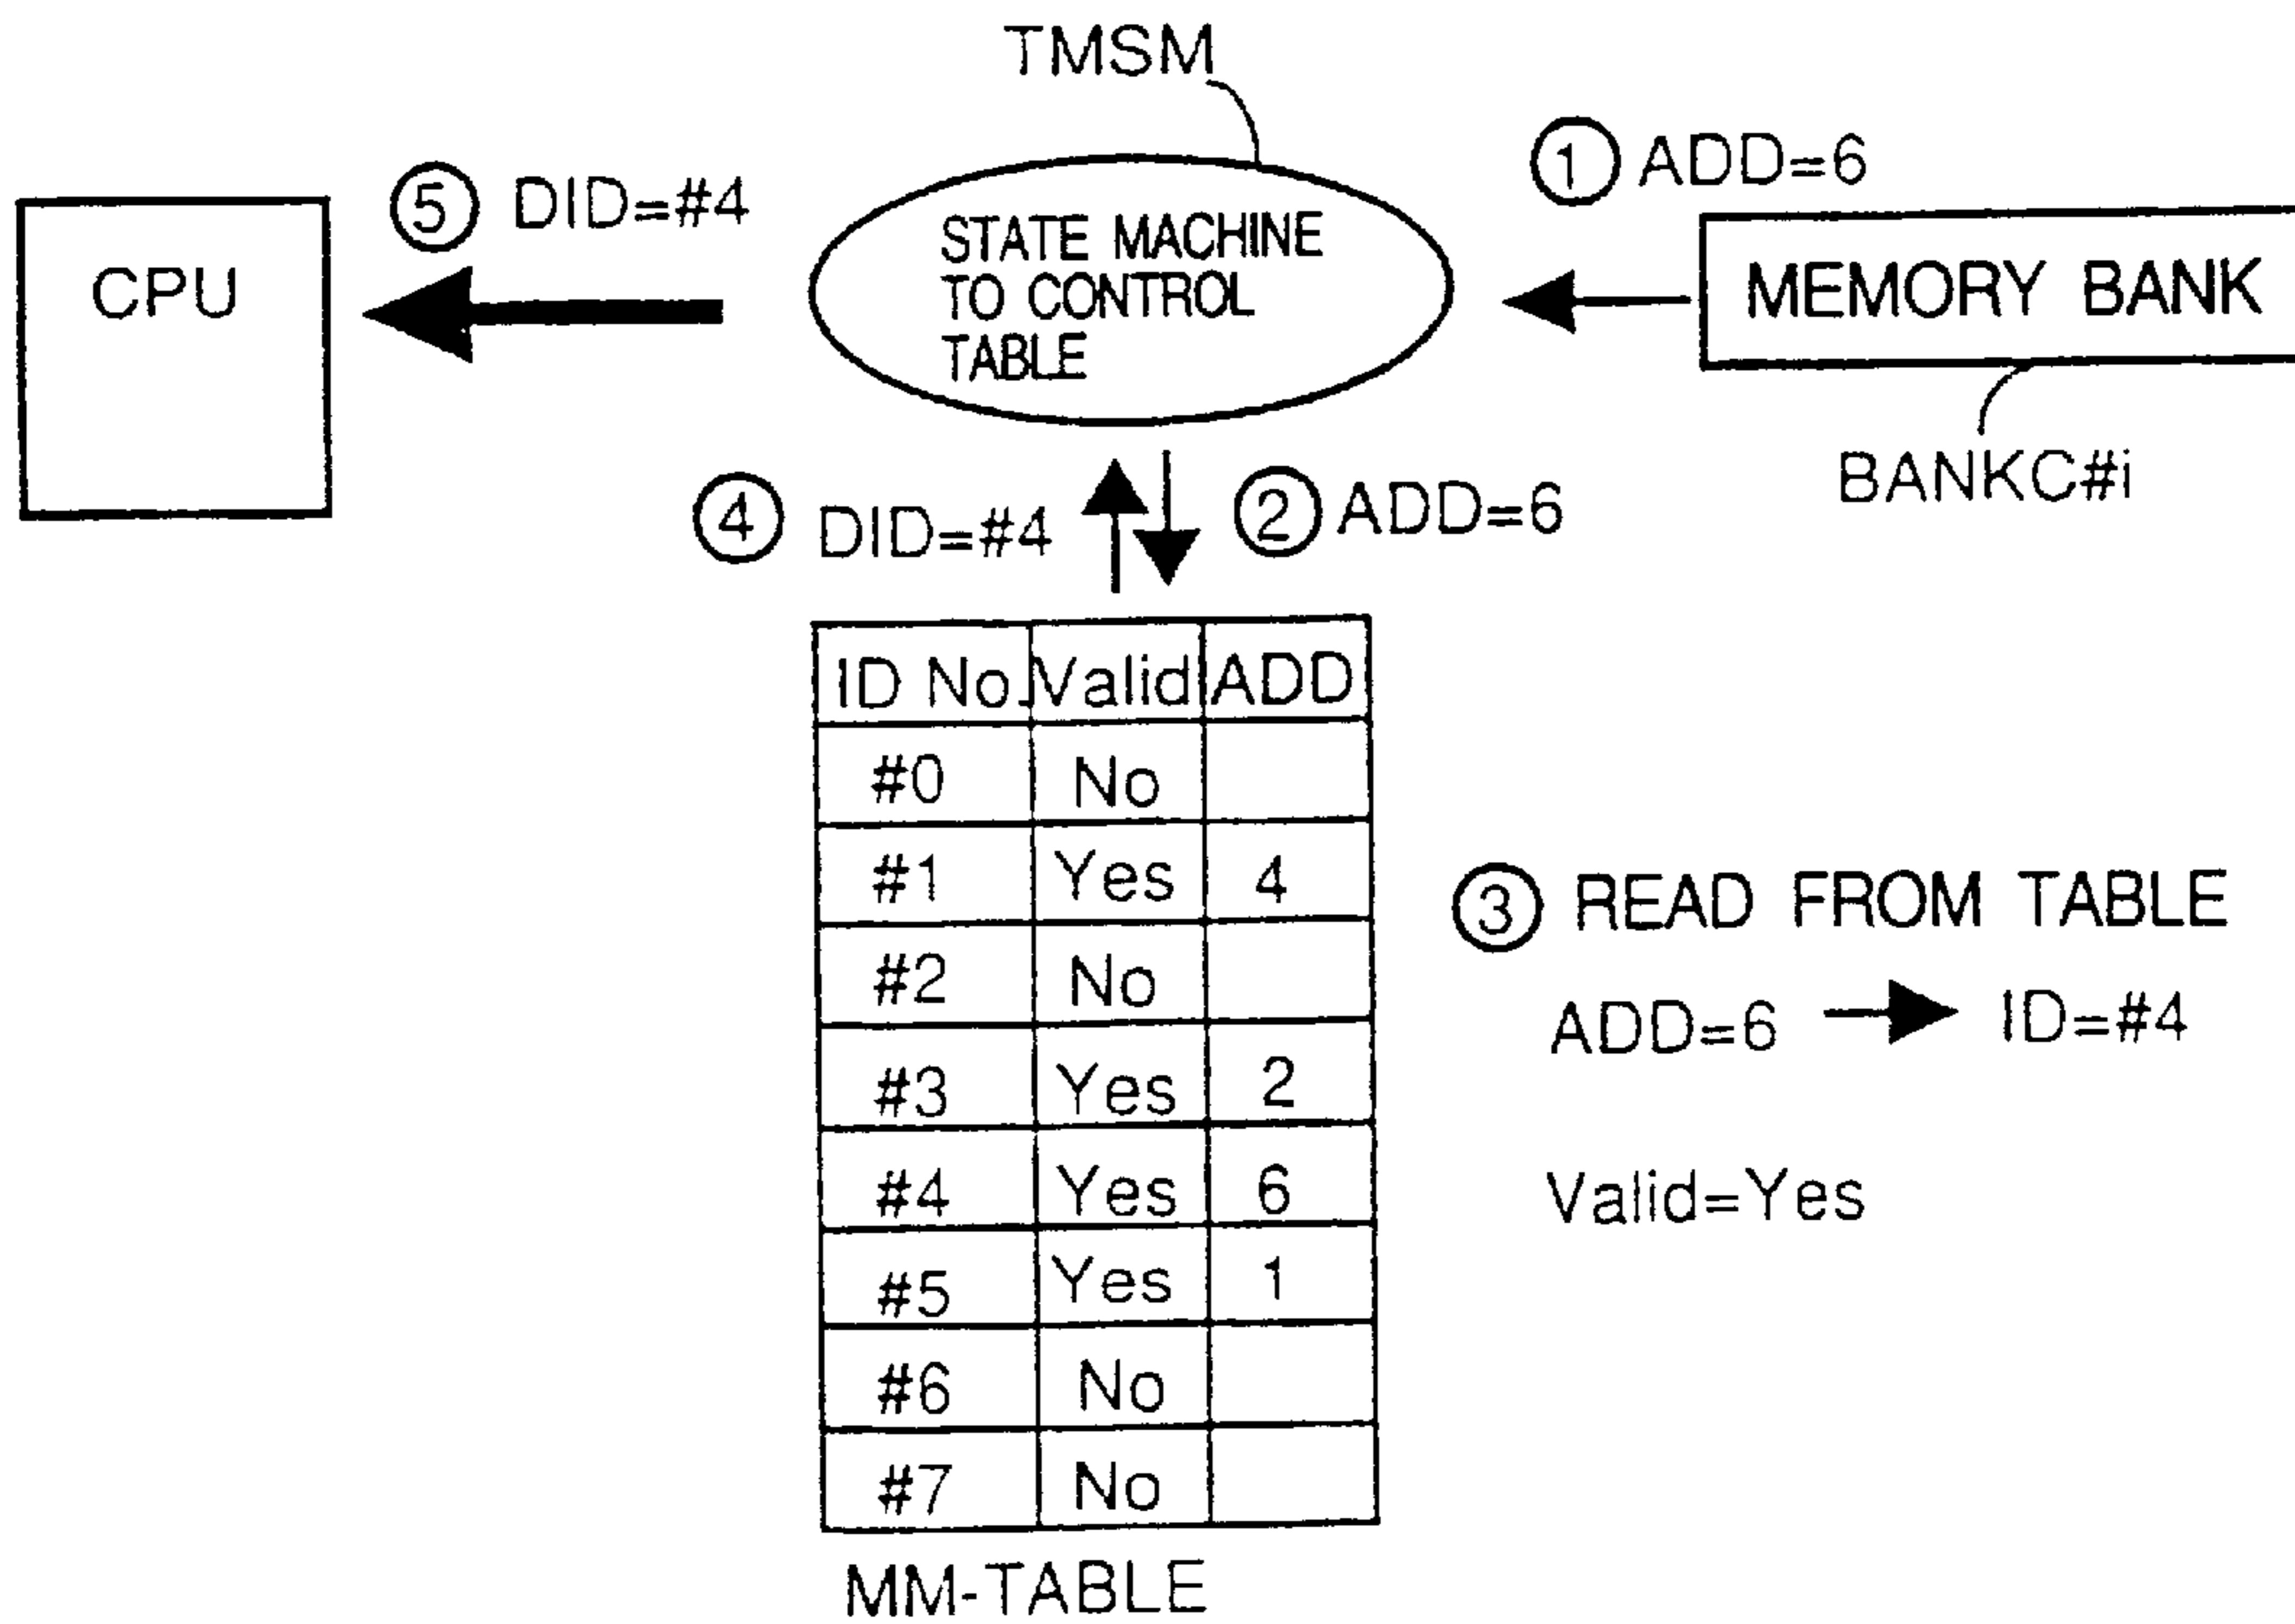 TMSM
① ADD=6
⑤ DID=#4
CPU
STATE MACHINE
TO CONTROL
TABLE
MEMORY BANK
BANKC#i
④ DID=#4
② ADD=6
ID No. Valid ADD
#0 No
#1 Yes 4
#2 No
#3 Yes 2
#4 Yes 6
#5 Yes 1
#6 No
#7 No
MM-TABLE
③ READ FROM TABLE
ADD=6 → ID=#4
Valid=Yes